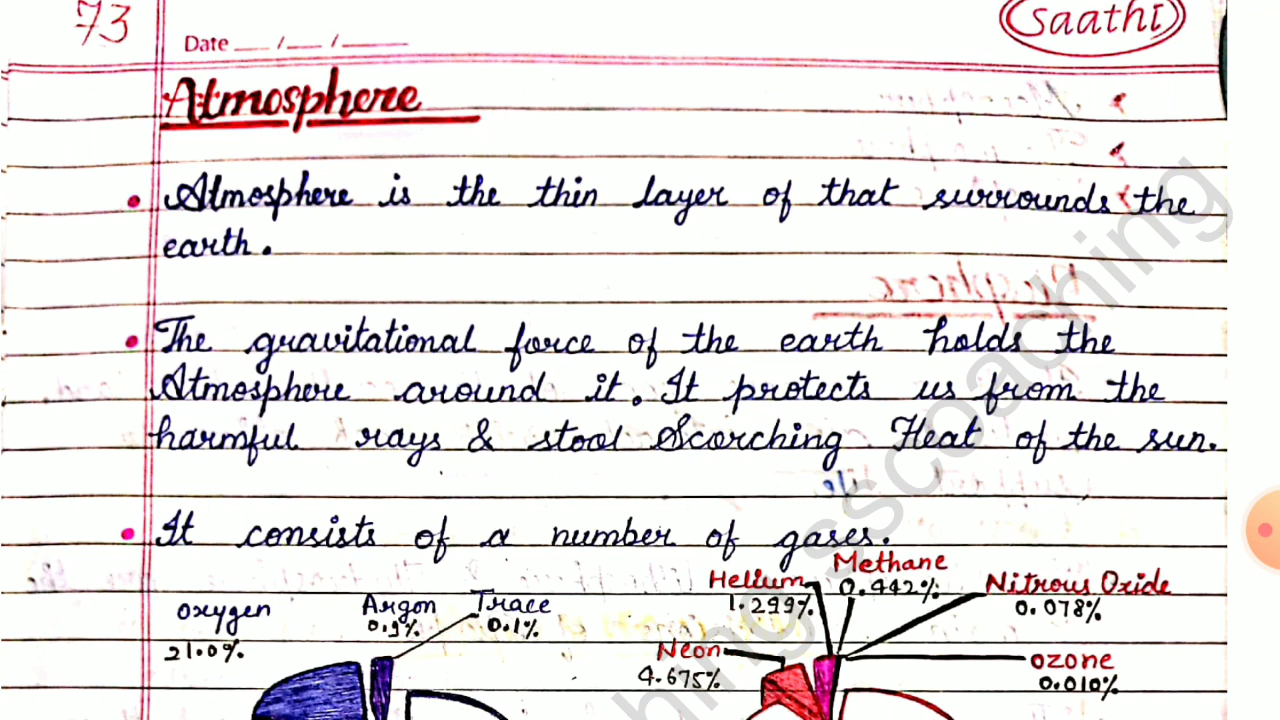 73
Date __/__/____
Saathi
Atmosphere
• Atmosphere is the thin layer of that surrounds the
earth.
• The gravitational force of the earth holds the
Atmosphere around it. It protects us from the
harmful rays & stool Scorching Heat of the sun.
• It consists of a number of gases.
Oxygen
21.0%
Argon
0.9%
Trace
0.1%
Helium
1.299%
Methane
0.442%
Nitrous Oxide
0.078%
Neon
4.675%
ozone
0.010%